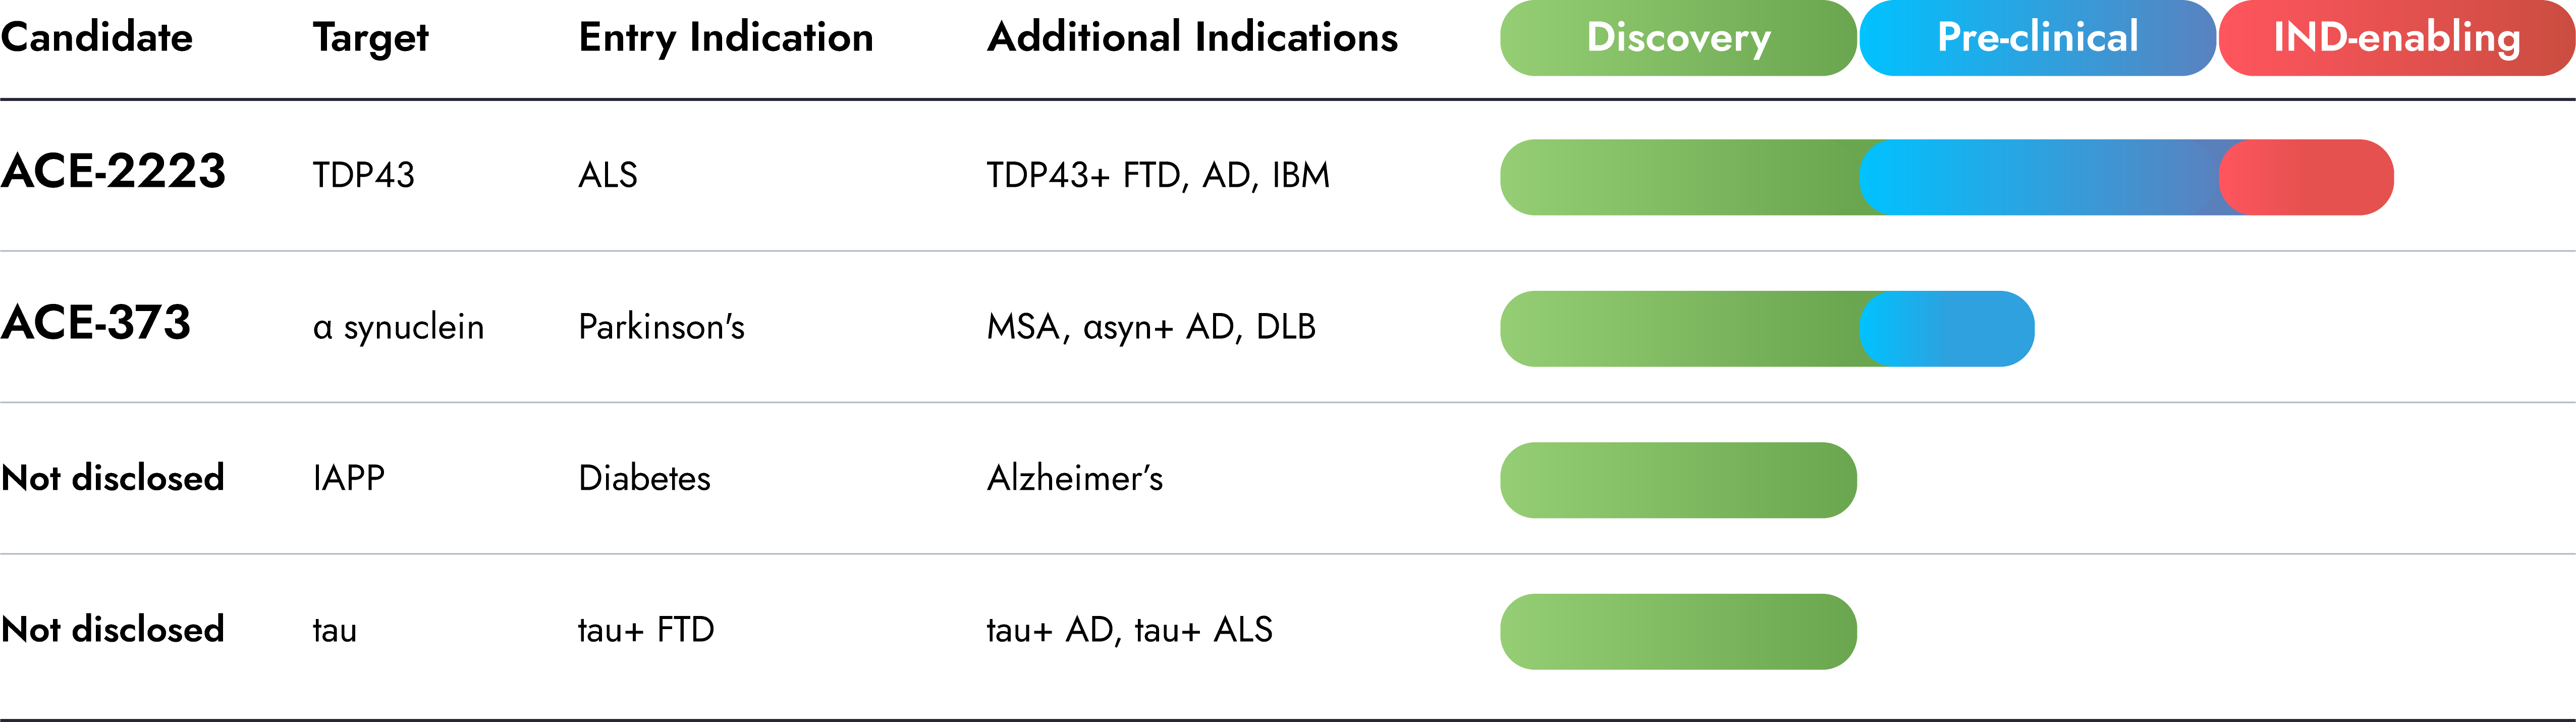 Candidate Target Entry Indication Additional Indications Discovery Pre-clinical IND-enabling
ACE-2223 TDP43 ALS TDP43+ FTD, AD, IBM
ACE-373 α synuclein Parkinson's MSA, αsyn+ AD, DLB
Not disclosed IAPP Diabetes Alzheimer’s
Not disclosed tau tau+ FTD tau+ AD, tau+ ALS